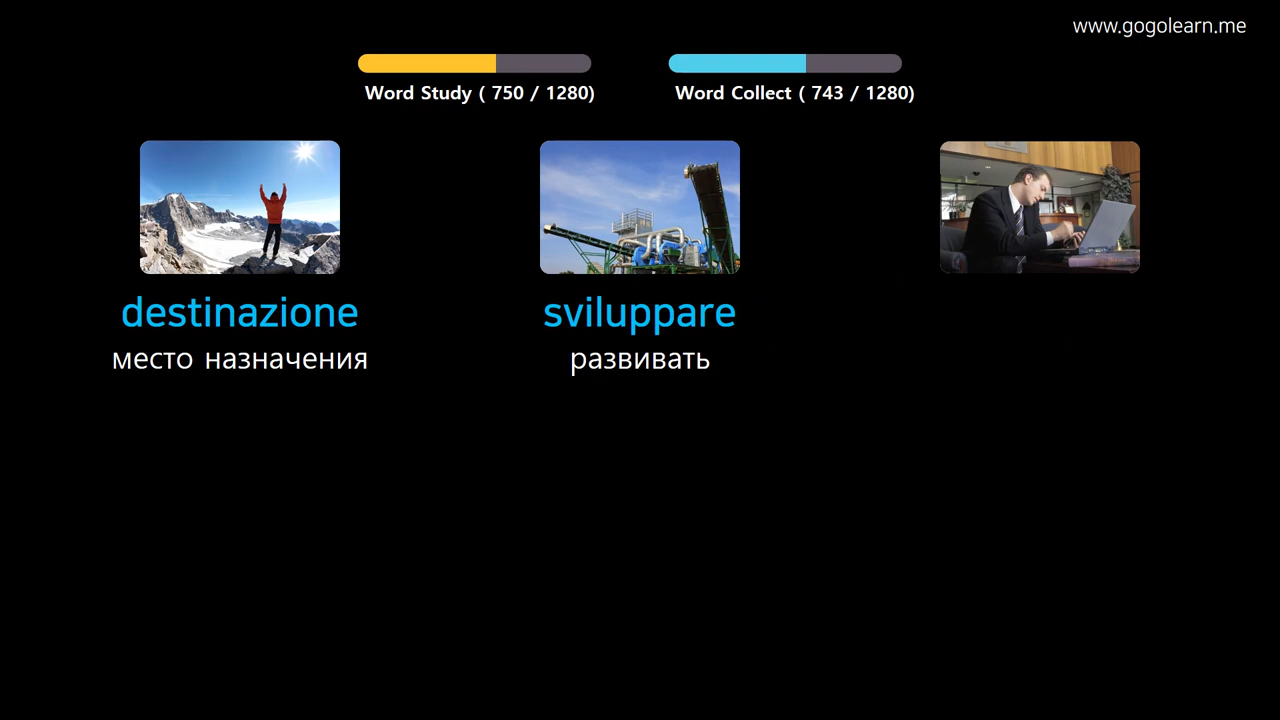 www.gogolearn.me
Word Study ( 750 / 1280)
Word Collect ( 743 / 1280)
destinazione
sviluppare
место назначения
развивать